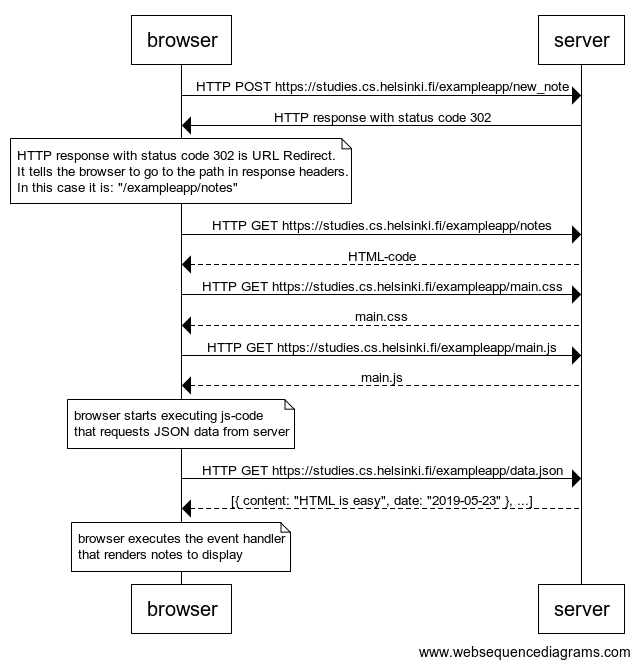 browser
server
HTTP POST https://studies.cs.helsinki.fi/exampleapp/new_note
HTTP response with status code 302
HTTP response with status code 302 is URL Redirect.
It tells the browser to go to the path in response headers.
In this case it is: "/exampleapp/notes"
HTTP GET https://studies.cs.helsinki.fi/exampleapp/notes
HTML-code
HTTP GET https://studies.cs.helsinki.fi/exampleapp/main.css
main.css
HTTP GET https://studies.cs.helsinki.fi/exampleapp/main.js
main.js
browser starts executing js-code
that requests JSON data from server
HTTP GET https://studies.cs.helsinki.fi/exampleapp/data.json
[{ content: "HTML is easy", date: "2019-05-23" }, ...]
browser executes the event handler
that renders notes to display
browser
server
www.websequencediagrams.com